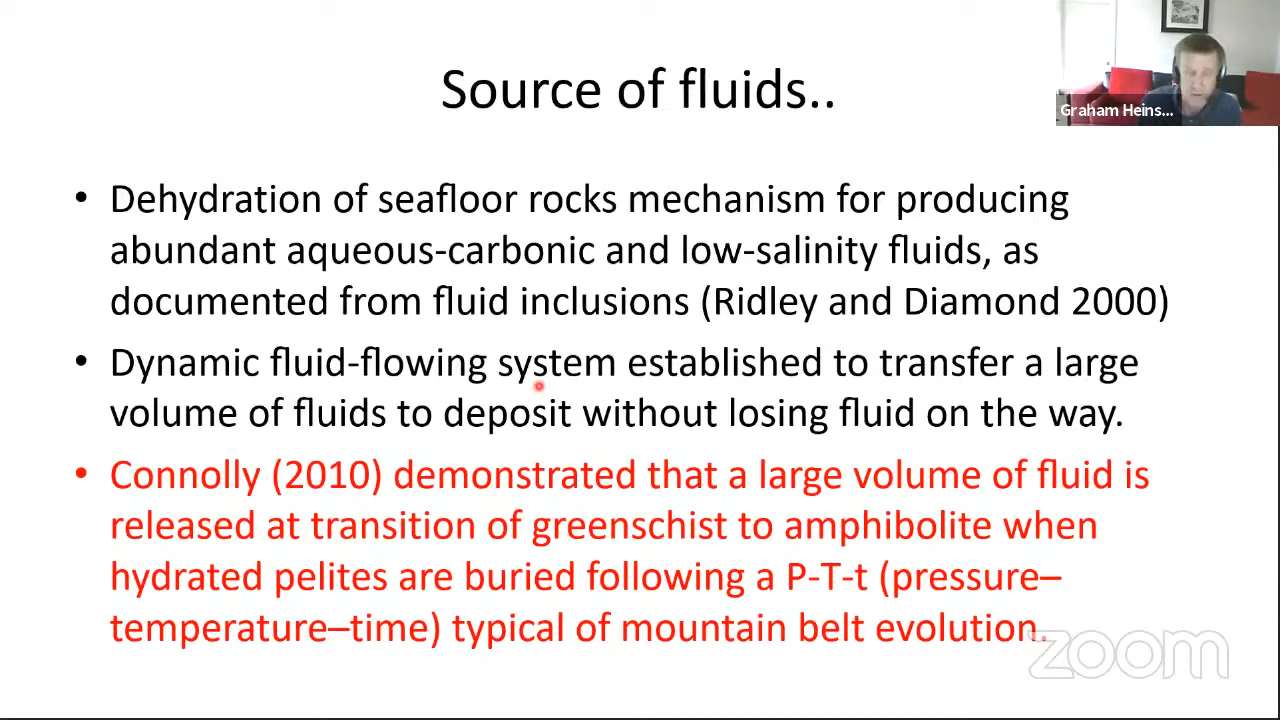 Source of fluids..
Graham Heins...
• Dehydration of seafloor rocks mechanism for producing
abundant aqueous-carbonic and low-salinity fluids, as
documented from fluid inclusions (Ridley and Diamond 2000)
• Dynamic fluid-flowing system established to transfer a large
volume of fluids to deposit without losing fluid on the way.
• Connolly (2010) demonstrated that a large volume of fluid is
released at transition of greenschist to amphibolite when
hydrated pelites are buried following a P-T-t (pressure–
temperature–time) typical of mountain belt evolution.
zoom